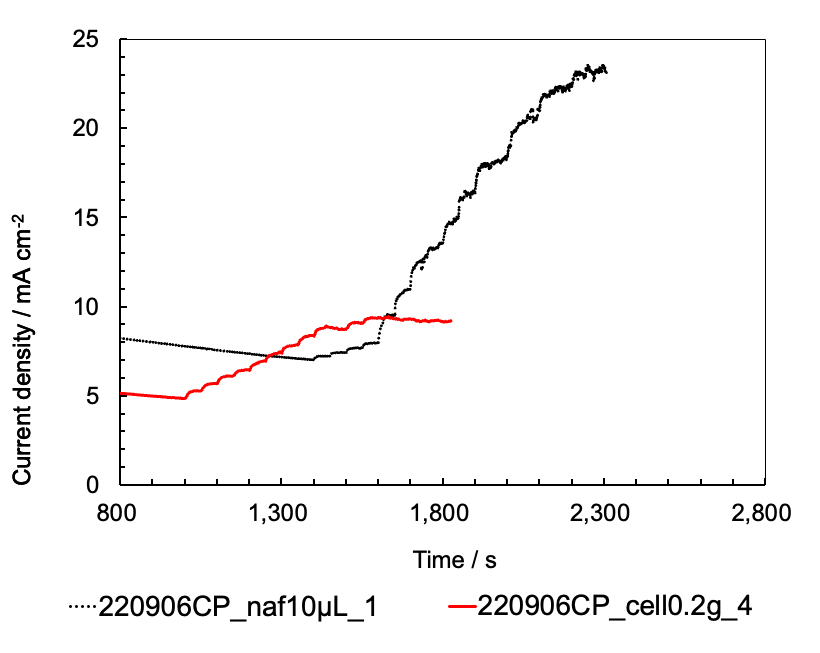 25
20
15
10
5
0
Current density / mA cm⁻²
800 1,300 1,800 2,300 2,800
Time / s
220906CP_naf10µL_1 220906CP_cell0.2g_4